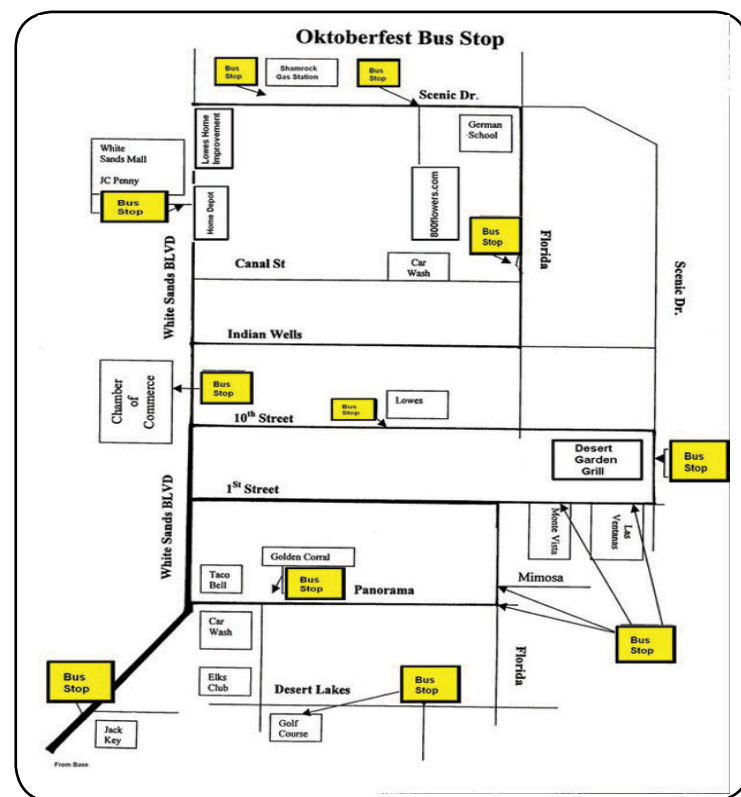 Oktoberfest Bus Stop
Bus
Stop
Shamrock
Gas Station
Bus
Stop
Scenic Dr.
Lowes Home
Improvement
German
School
White
Sands Mall
JC Penny
Bus
Stop
Home Depot
800flowers.com
Bus
Stop
Florida
White Sands BLVD
Canal St
Car
Wash
Scenic Dr.
Indian Wells
Chamber
of
Commerce
Bus
Stop
Bus
Stop
Lowes
10th Street
Desert
Garden
Grill
Bus
Stop
1St Street
White Sands BLVD
Monte Vista
Las
Ventanas
Golden Corral
Taco
Bell
Bus
Stop
Panorama
Mimosa
Car
Wash
Bus
Stop
Florida
Bus
Stop
Elks
Club
Desert Lakes
Bus
Stop
Jack
Key
Golf
Course
From Base